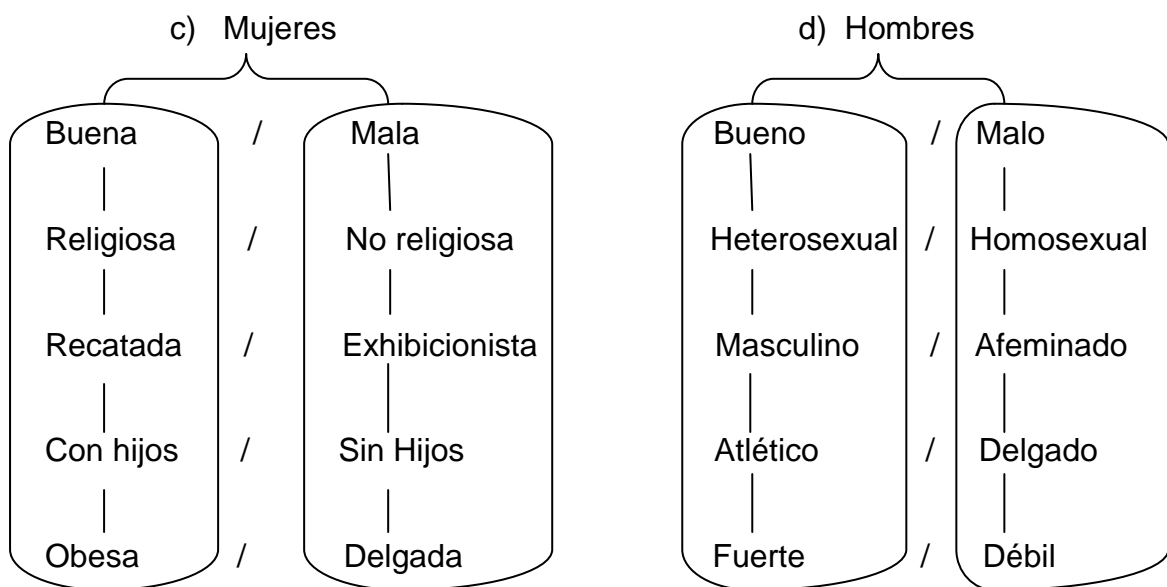 c) Mujeres d) Hombres
Buena / Mala Bueno / Malo
Religiosa / No religiosa Heterosexual / Homosexual
Recatada / Exhibicionista Masculino / Afeminado
Con hijos / Sin Hijos Atlético / Delgado
Obesa / Delgada Fuerte / Débil